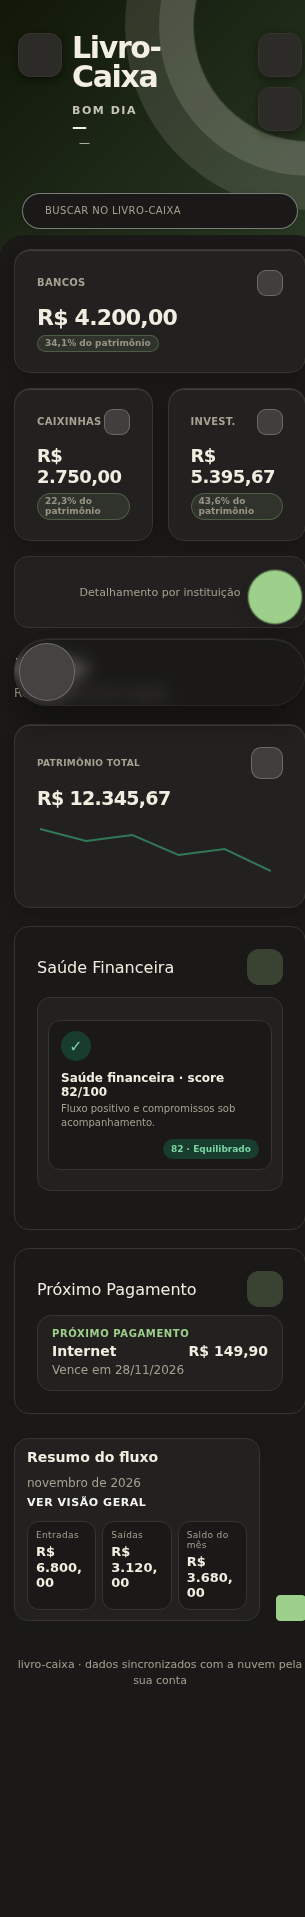 Livro-
Caixa
BOM DIA
—
—
BUSCAR NO LIVRO-CAIXA
BANCOS
R$ 4.200,00
34,1% do patrimônio
CAIXINHAS
R$
2.750,00
22,3% do
patrimônio
INVEST.
R$
5.395,67
43,6% do
patrimônio
Detalhamento por instituição
PATRIMÔNIO TOTAL
R$ 12.345,67
Saúde Financeira
✓
Saúde financeira · score
82/100
Fluxo positivo e compromissos sob
acompanhamento.
82 · Equilibrado
Próximo Pagamento
PRÓXIMO PAGAMENTO
Internet R$ 149,90
Vence em 28/11/2026
Resumo do fluxo
novembro de 2026
VER VISÃO GERAL
Entradas
R$
6.800,
00
Saídas
R$
3.120,
00
Saldo do
mês
R$
3.680,
00
livro-caixa · dados sincronizados com a nuvem pela
sua conta